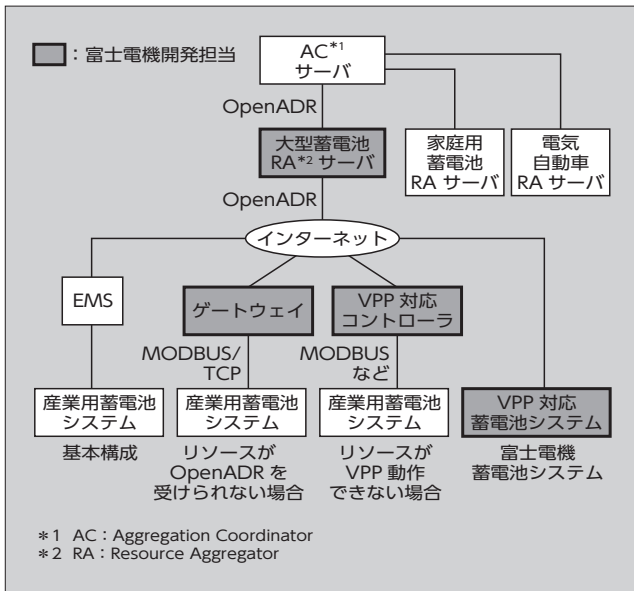 ：富士電機開発担当
AC*1
サーバ
OpenADR
大型蓄電池
RA*2 サーバ
家庭用
蓄電池
RA サーバ
電気
自動車
RA サーバ
OpenADR
インターネット
EMS
ゲートウェイ
VPP 対応
コントローラ
MODBUS/
TCP
MODBUS
など
産業用蓄電池
システム
産業用蓄電池
システム
産業用蓄電池
システム
VPP 対応
蓄電池システム
基本構成
リソースが
OpenADR を
受けられない場合
リソースが
VPP 動作
できない場合
富士電機
蓄電池システム
*1 AC：Aggregation Coordinator
*2 RA：Resource Aggregator